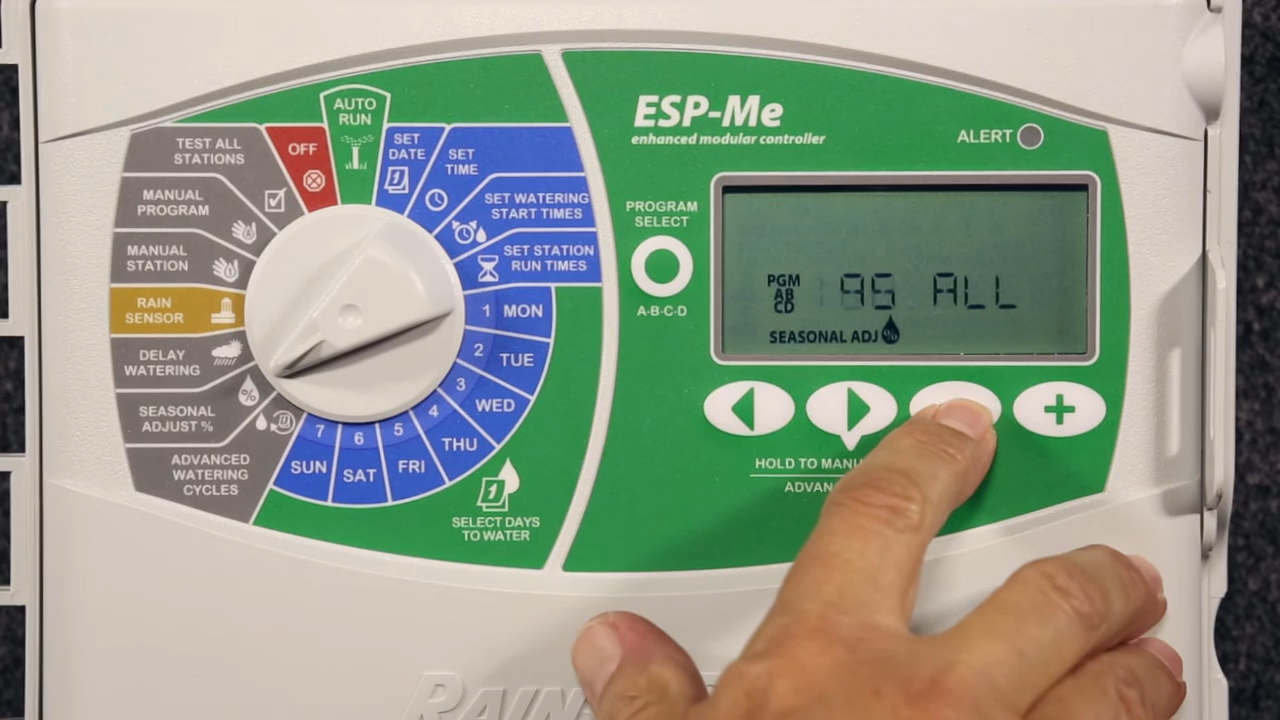 AUTO
RUN
OFF
TEST ALL
STATIONS
MANUAL
PROGRAM
MANUAL
STATION
RAIN
SENSOR
DELAY
WATERING
SEASONAL
ADJUST %
%
ADVANCED
WATERING
CYCLES
SET
DATE
1
SET
TIME
SET WATERING
START TIMES
SET STATION
RUN TIMES
1 MON
2 TUE
3 WED
4 THU
5 FRI
6 SAT
7 SUN
1
SELECT DAYS
TO WATER
ESP-Me
enhanced modular controller
ALERT
PROGRAM
SELECT
A-B-C-D
PGM
AB
CD
95 ALL
SEASONAL ADJ %
+
HOLD TO
RAIN